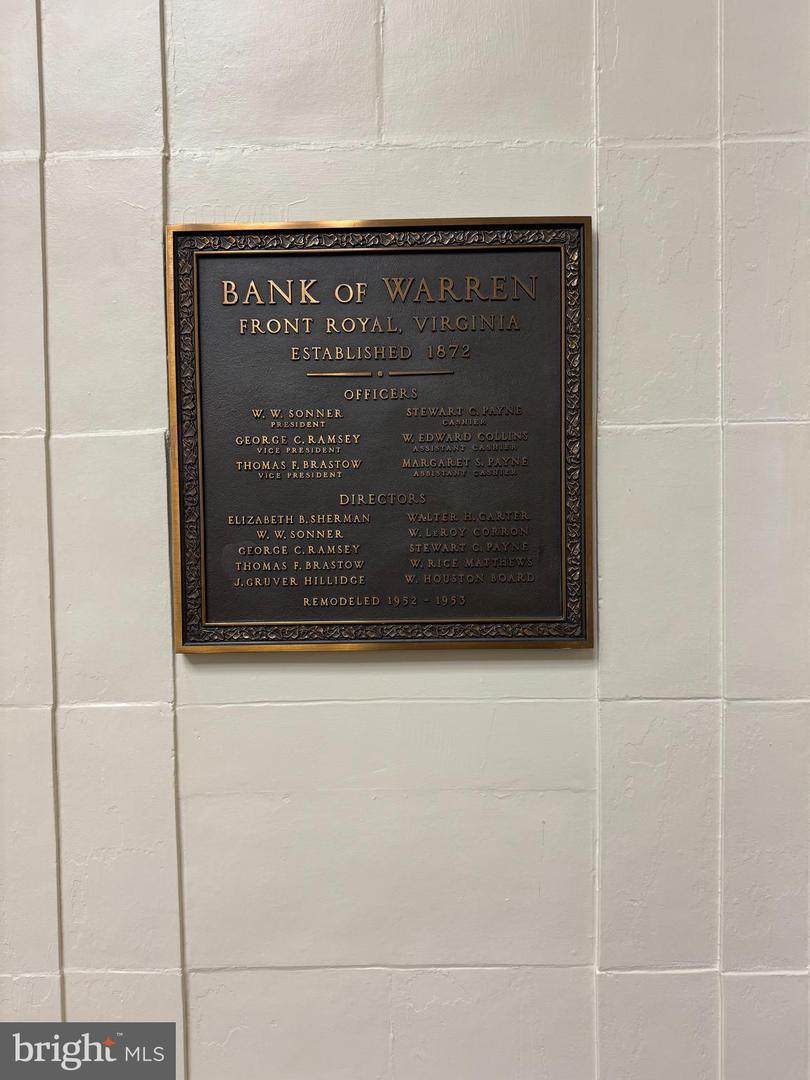 BANK OF WARREN
FRONT ROYAL, VIRGINIA
ESTABLISHED 1872
OFFICERS
W. W. SONNER
PRESIDENT
GEORGE C. RAMSEY
VICE PRESIDENT
THOMAS F. BRASTOW
VICE PRESIDENT
STEWART C. PAYNE
CASHIER
W. EDWARD COLLINS
ASSISTANT CASHIER
MARGARET S. PAYNE
ASSISTANT CASHIER
DIRECTORS
ELIZABETH B. SHERMAN
W. W. SONNER
GEORGE C. RAMSEY
THOMAS F. BRASTOW
J. GRUVER HILLIDGE
WALTER H. CARTER
W. LEROY CORRON
STEWART C. PAYNE
W. RICE MATTHEWS
W. HOUSTON BOARD
REMODELED 1952 - 1953
bright™ MLS